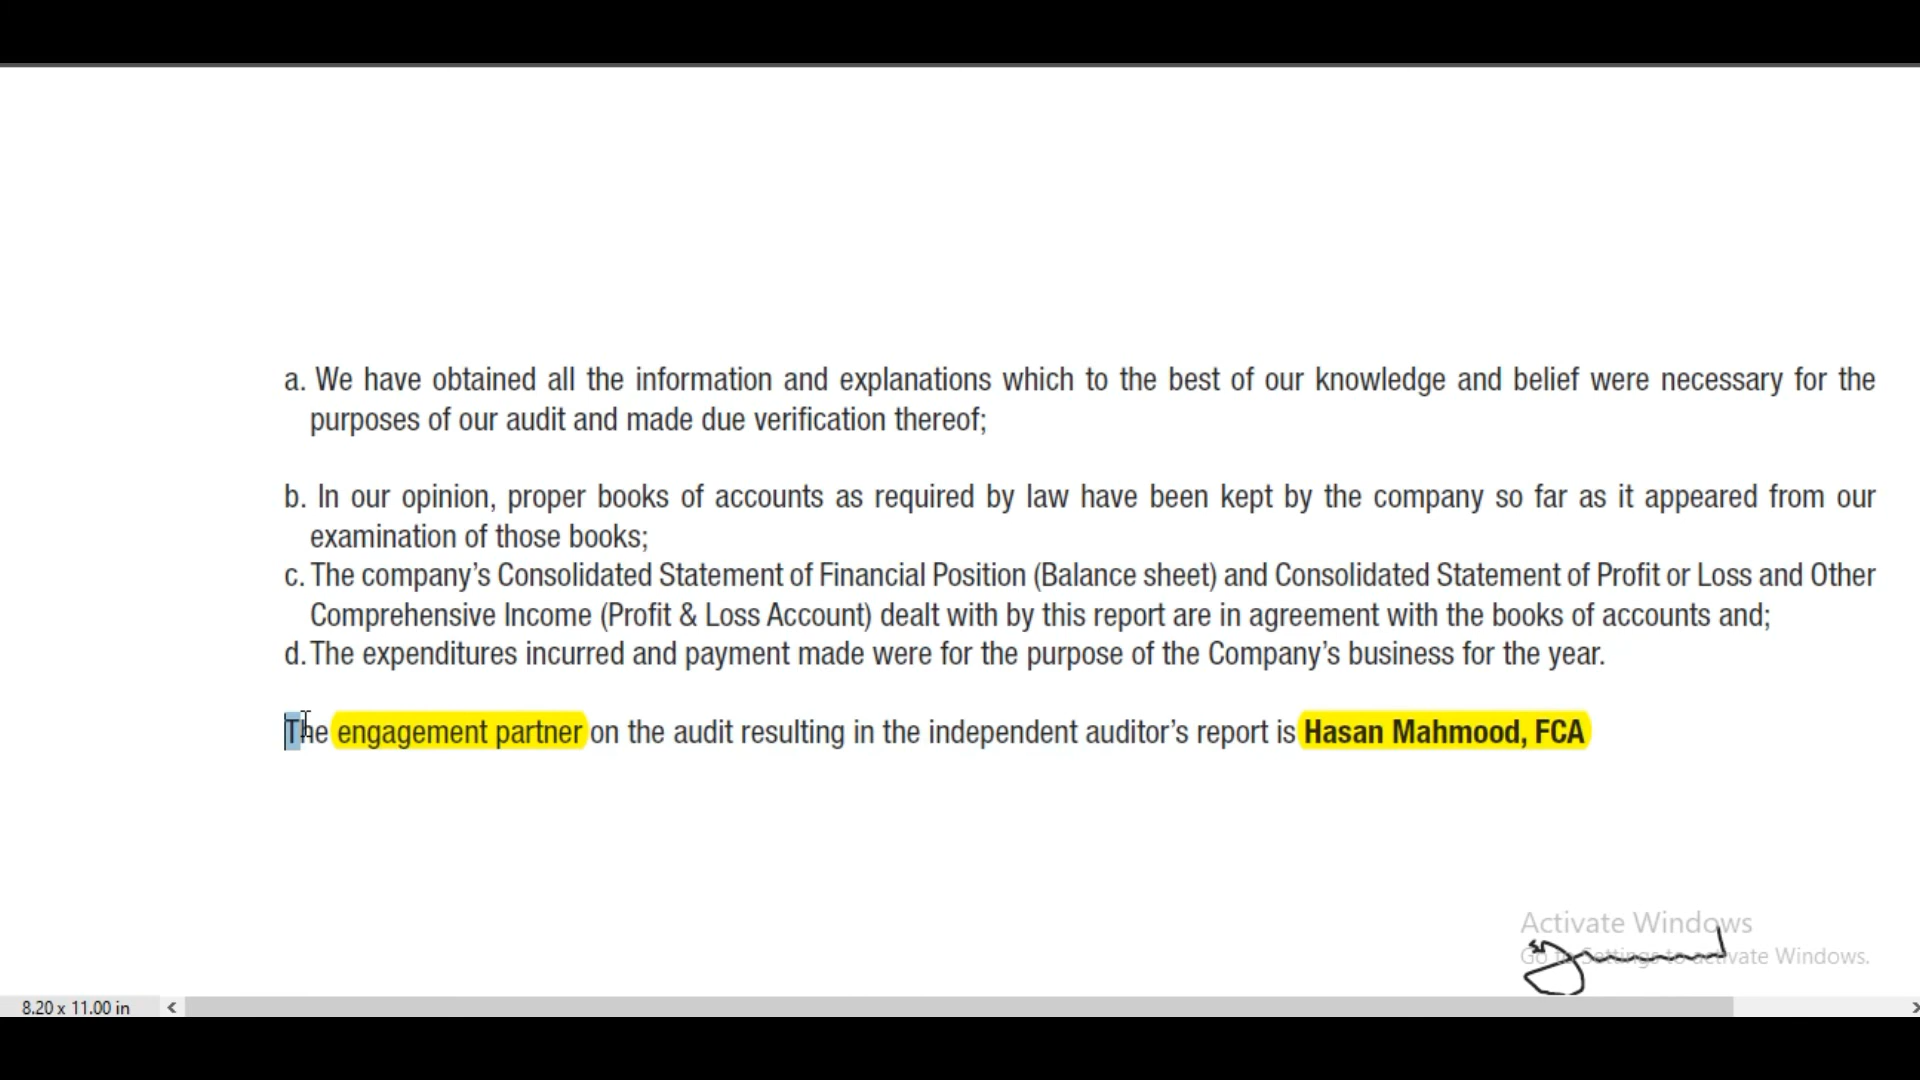 a. We have obtained all the information and explanations which to the best of our knowledge and belief were necessary for the
purposes of our audit and made due verification thereof;
b. In our opinion, proper books of accounts as required by law have been kept by the company so far as it appeared from our
examination of those books;
c. The company’s Consolidated Statement of Financial Position (Balance sheet) and Consolidated Statement of Profit or Loss and Other
Comprehensive Income (Profit & Loss Account) dealt with by this report are in agreement with the books of accounts and;
d. The expenditures incurred and payment made were for the purpose of the Company’s business for the year.
The engagement partner on the audit resulting in the independent auditor’s report is Hasan Mahmood, FCA
Activate Windows
Go to Settings to activate Windows.
8.20 x 11.00 in